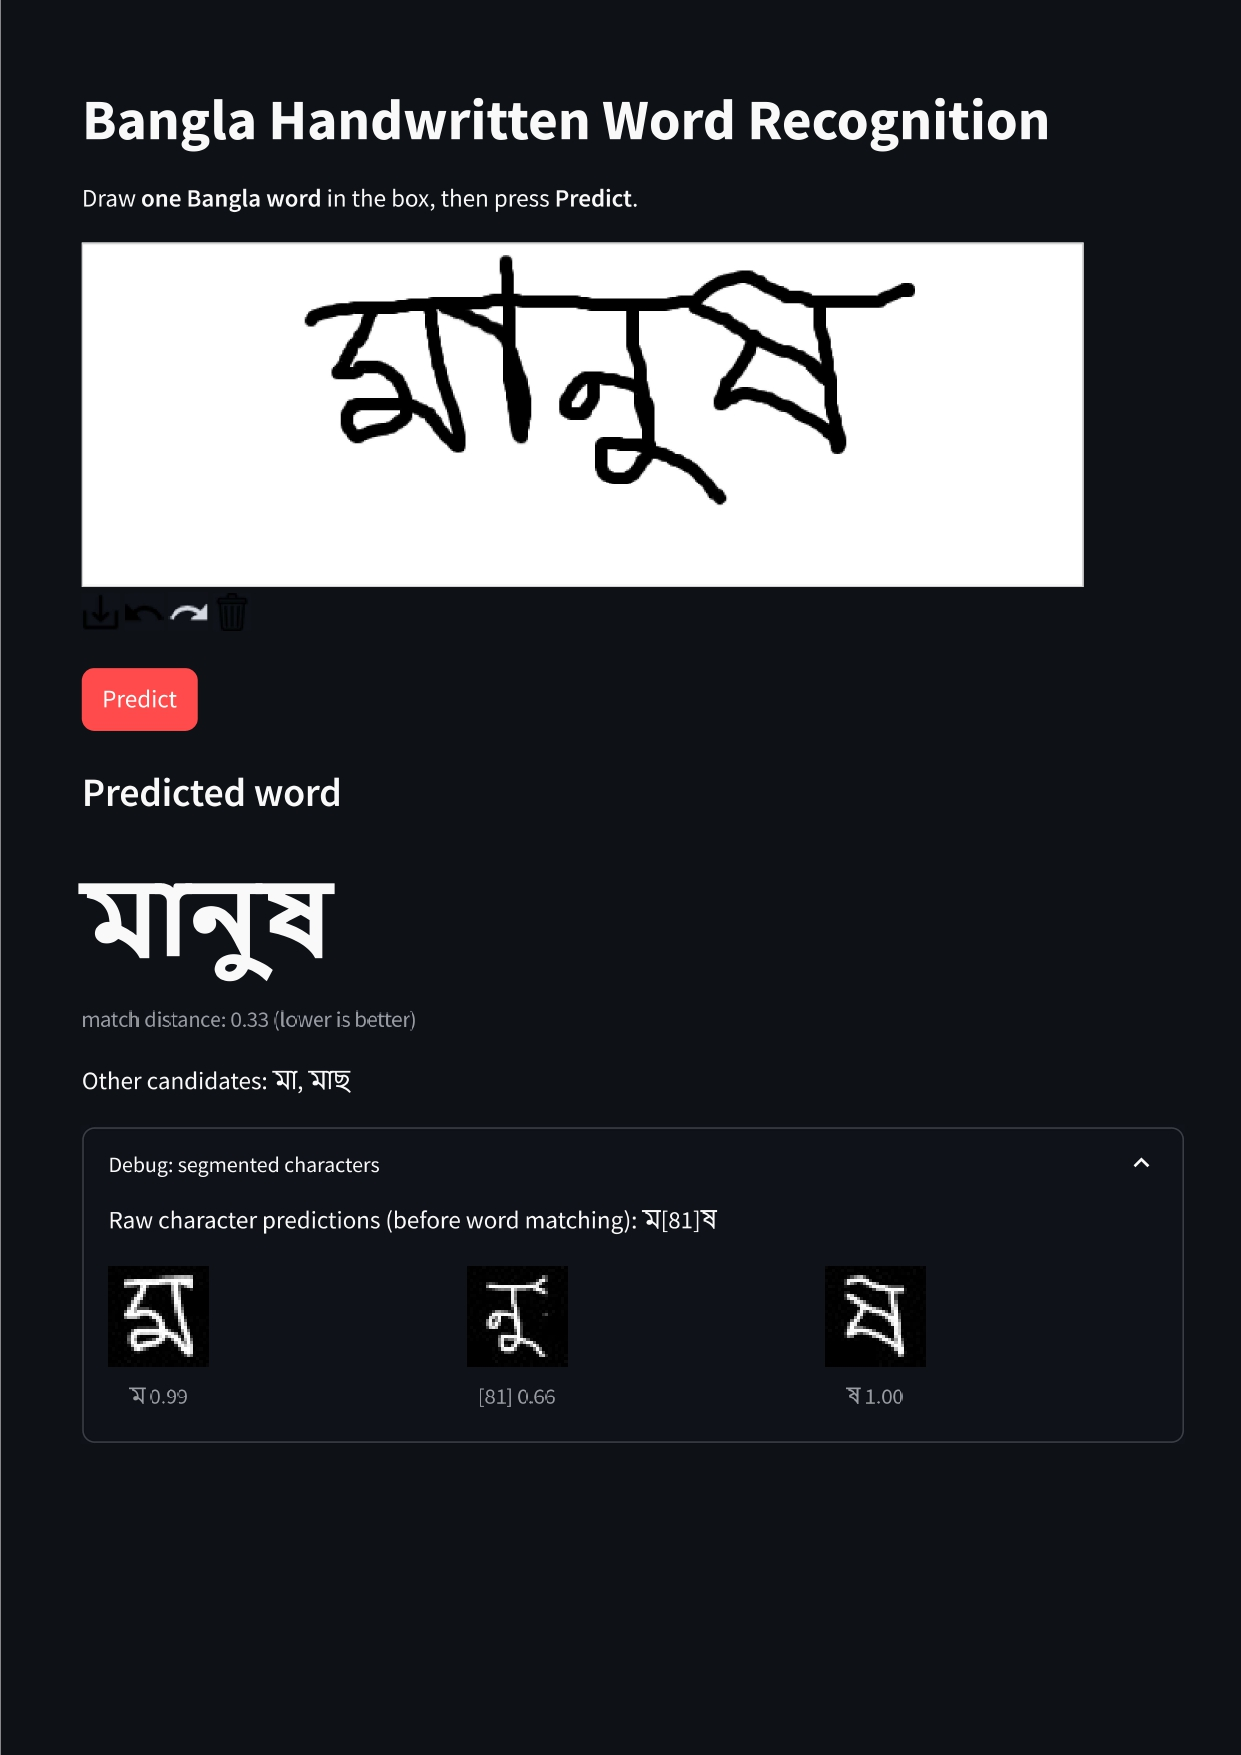 Bangla Handwritten Word Recognition
Draw one Bangla word in the box, then press Predict.
মানুষ
Predict
Predicted word
মানুষ
match distance: 0.33 (lower is better)
Other candidates: মা, মাছ
Debug: segmented characters
Raw character predictions (before word matching): ম[81]ষ
ম নু ষ
ম 0.99 [81] 0.66 ষ 1.00